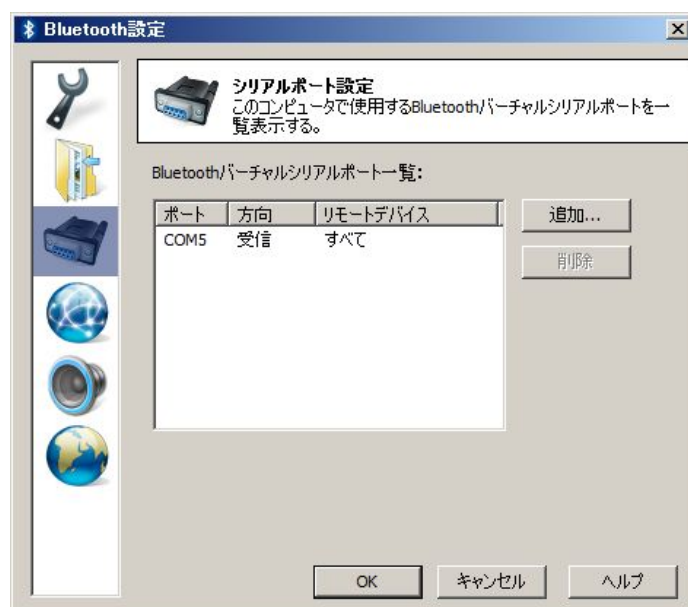 Bluetooth設定
シリアルポート設定
このコンピュータで使用するBluetoothバーチャルシリアルポートを一
覧表示する。
Bluetoothバーチャルシリアルポート一覧:
ポート 方向 リモートデバイス
COM5 受信 すべて
追加...
削除
OK キャンセル ヘルプ